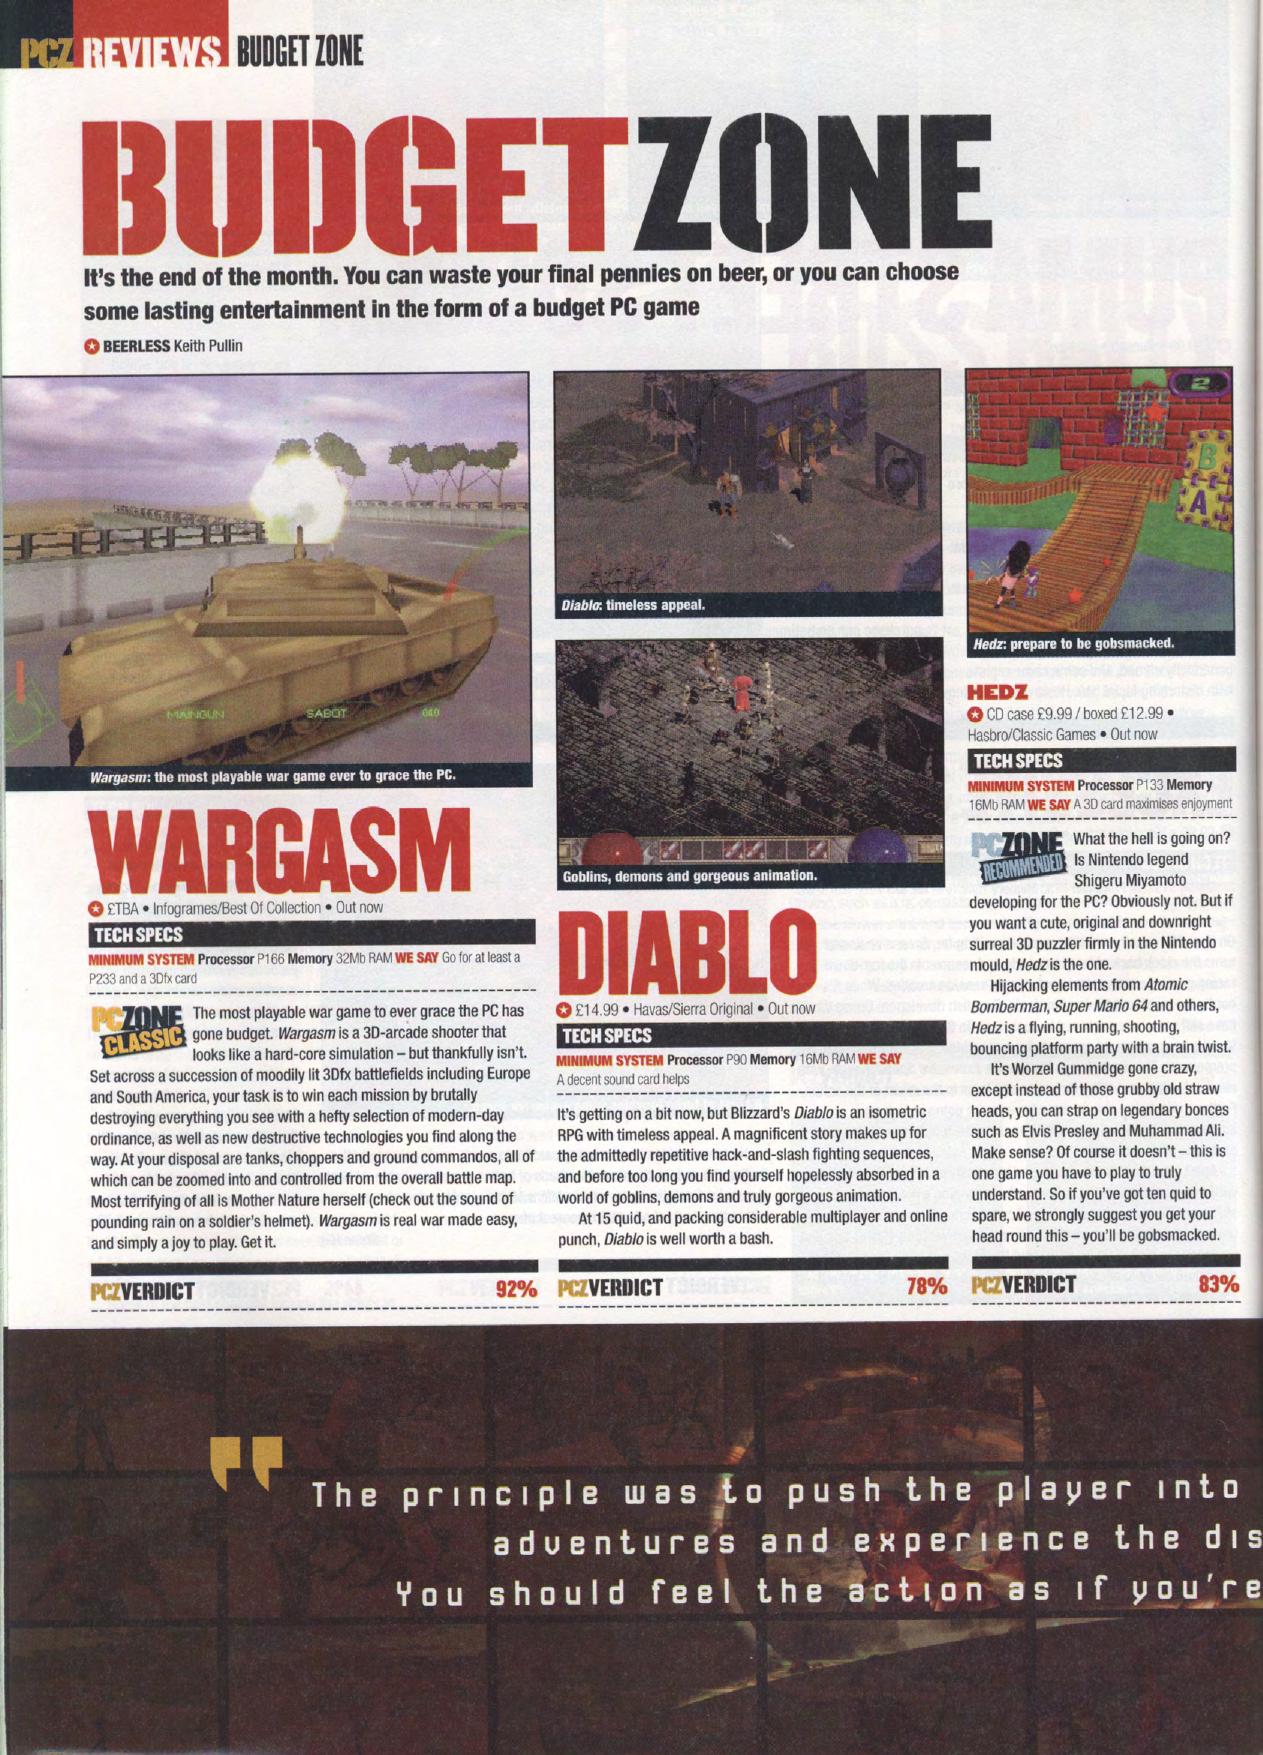 PCZ REVIEWS BUDGET ZONE
BUDGETZONE
It's the end of the month. You can waste your final pennies on beer, or you can choose
some lasting entertainment in the form of a budget PC game
BEERLESS Keith Pullin
MAINGUN SABOT
Wargasm: the most playable war game ever to grace the PC.
WARGASM
£TBA • Infogrames/Best Of Collection • Out now
TECH SPECS
MINIMUM SYSTEM Processor P166 Memory 32Mb RAM WE SAY Go for at least a
P233 and a 3Dfx card
PCZONE
CLASSIC
The most playable war game to ever grace the PC has
gone budget. Wargasm is a 3D-arcade shooter that
looks like a hard-core simulation – but thankfully isn't.
Set across a succession of moodily lit 3Dfx battlefields including Europe
and South America, your task is to win each mission by brutally
destroying everything you see with a hefty selection of modern-day
ordinance, as well as new destructive technologies you find along the
way. At your disposal are tanks, choppers and ground commandos, all of
which can be zoomed into and controlled from the overall battle map.
Most terrifying of all is Mother Nature herself (check out the sound of
pounding rain on a soldier's helmet). Wargasm is real war made easy,
and simply a joy to play. Get it.
PCZVERDICT 92%
Diablo: timeless appeal.
Goblins, demons and gorgeous animation.
DIABLO
£14.99 • Havas/Sierra Original • Out now
TECH SPECS
MINIMUM SYSTEM Processor P90 Memory 16Mb RAM WE SAY
A decent sound card helps
It's getting on a bit now, but Blizzard's Diablo is an isometric
RPG with timeless appeal. A magnificent story makes up for
the admittedly repetitive hack-and-slash fighting sequences,
and before too long you find yourself hopelessly absorbed in a
world of goblins, demons and truly gorgeous animation.
At 15 quid, and packing considerable multiplayer and online
punch, Diablo is well worth a bash.
PCZVERDICT 78%
2
B
A
Hedz: prepare to be gobsmacked.
HEDZ
CD case £9.99 / boxed £12.99 •
Hasbro/Classic Games • Out now
TECH SPECS
MINIMUM SYSTEM Processor P133 Memory
16Mb RAM WE SAY A 3D card maximises enjoyment
PCZONE
RECOMMENDED
What the hell is going on?
Is Nintendo legend
Shigeru Miyamoto
developing for the PC? Obviously not. But if
you want a cute, original and downright
surreal 3D puzzler firmly in the Nintendo
mould, Hedz is the one.
Hijacking elements from Atomic
Bomberman, Super Mario 64 and others,
Hedz is a flying, running, shooting,
bouncing platform party with a brain twist.
It's Worzel Gummidge gone crazy,
except instead of those grubby old straw
heads, you can strap on legendary bonces
such as Elvis Presley and Muhammad Ali.
Make sense? Of course it doesn't – this is
one game you have to play to truly
understand. So if you've got ten quid to
spare, we strongly suggest you get your
head round this – you'll be gobsmacked.
PCZVERDICT 83%
"The principle was to push the player into
adventures and experience the dis
You should feel the action as if you're